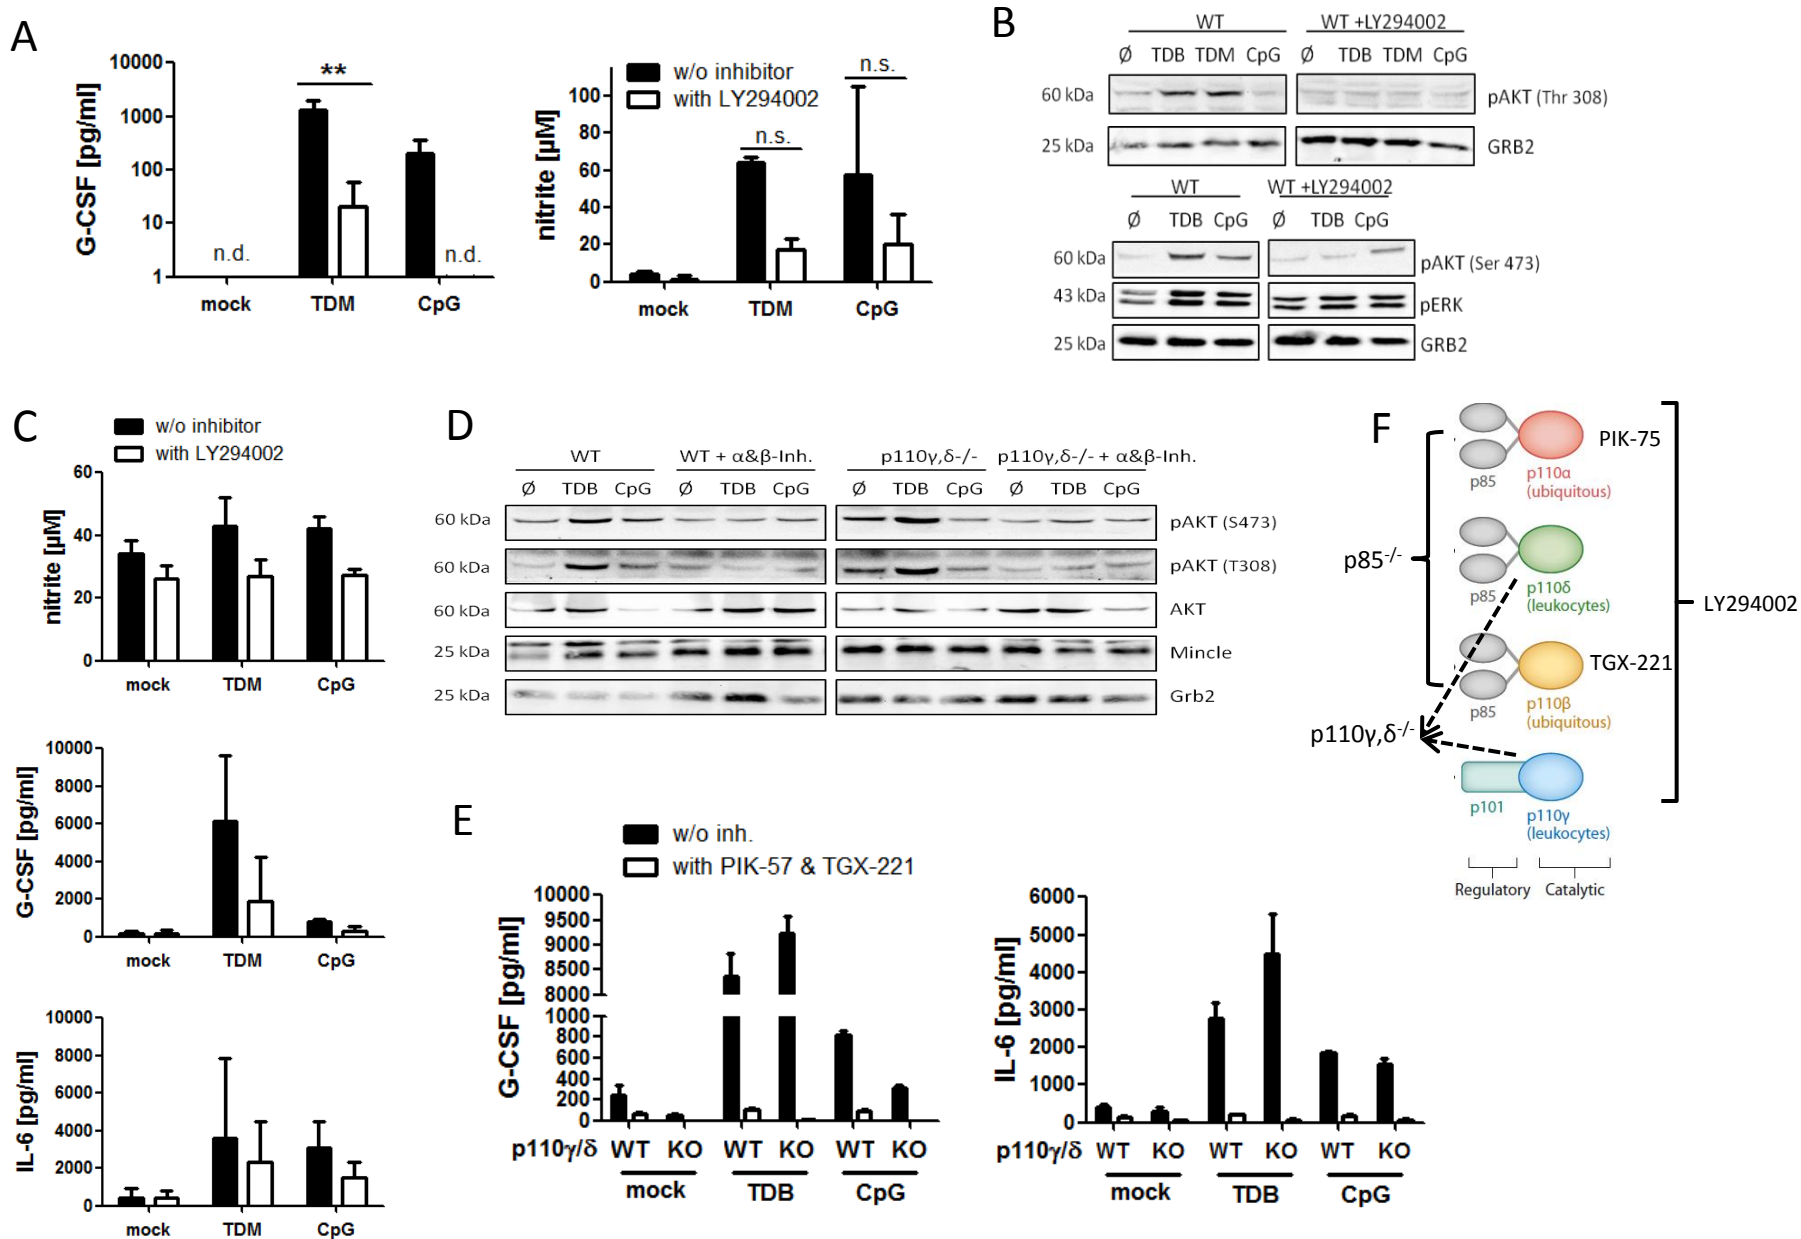 A
G-CSF [pg/ml]
10000
1000
100
10
1
**
n.d.
n.d.
mock TDM CpG
nitrite [µM]
100
80
60
40
20
0
w/o inhibitor
with LY294002
n.s.
n.s.
mock TDM CpG
B
WT WT +LY294002
Ø TDB TDM CpG Ø TDB TDM CpG
60 kDa pAKT (Thr 308)
25 kDa GRB2
WT WT +LY294002
Ø TDB CpG Ø TDB CpG
60 kDa pAKT (Ser 473)
43 kDa pERK
25 kDa GRB2
C
w/o inhibitor
with LY294002
nitrite [µM]
60
40
20
0
mock TDM CpG
G-CSF [pg/ml]
10000
8000
6000
4000
2000
0
mock TDM CpG
IL-6 [pg/ml]
10000
8000
6000
4000
2000
0
mock TDM CpG
D
WT WT + α&β-Inh. p110γ,δ-/- p110γ,δ-/- + α&β-Inh.
Ø TDB CpG Ø TDB CpG Ø TDB CpG Ø TDB CpG
60 kDa pAKT (S473)
60 kDa pAKT (T308)
60 kDa AKT
25 kDa Mincle
25 kDa Grb2
E
w/o inh.
with PIK-57 & TGX-221
G-CSF [pg/ml]
10000
9500
9000
8500
8000
1000
800
600
400
200
0
p110γ/δ WT KO WT KO WT KO
mock TDB CpG
IL-6 [pg/ml]
6000
5000
4000
3000
2000
1000
0
p110γ/δ WT KO WT KO WT KO
mock TDB CpG
F
PIK-75
p85 p110α
(ubiquitous)
p85-/-
p85 p110δ
(leukocytes)
LY294002
TGX-221
p85 p110β
(ubiquitous)
p110γ,δ-/-
p101 p110γ
(leukocytes)
Regulatory Catalytic